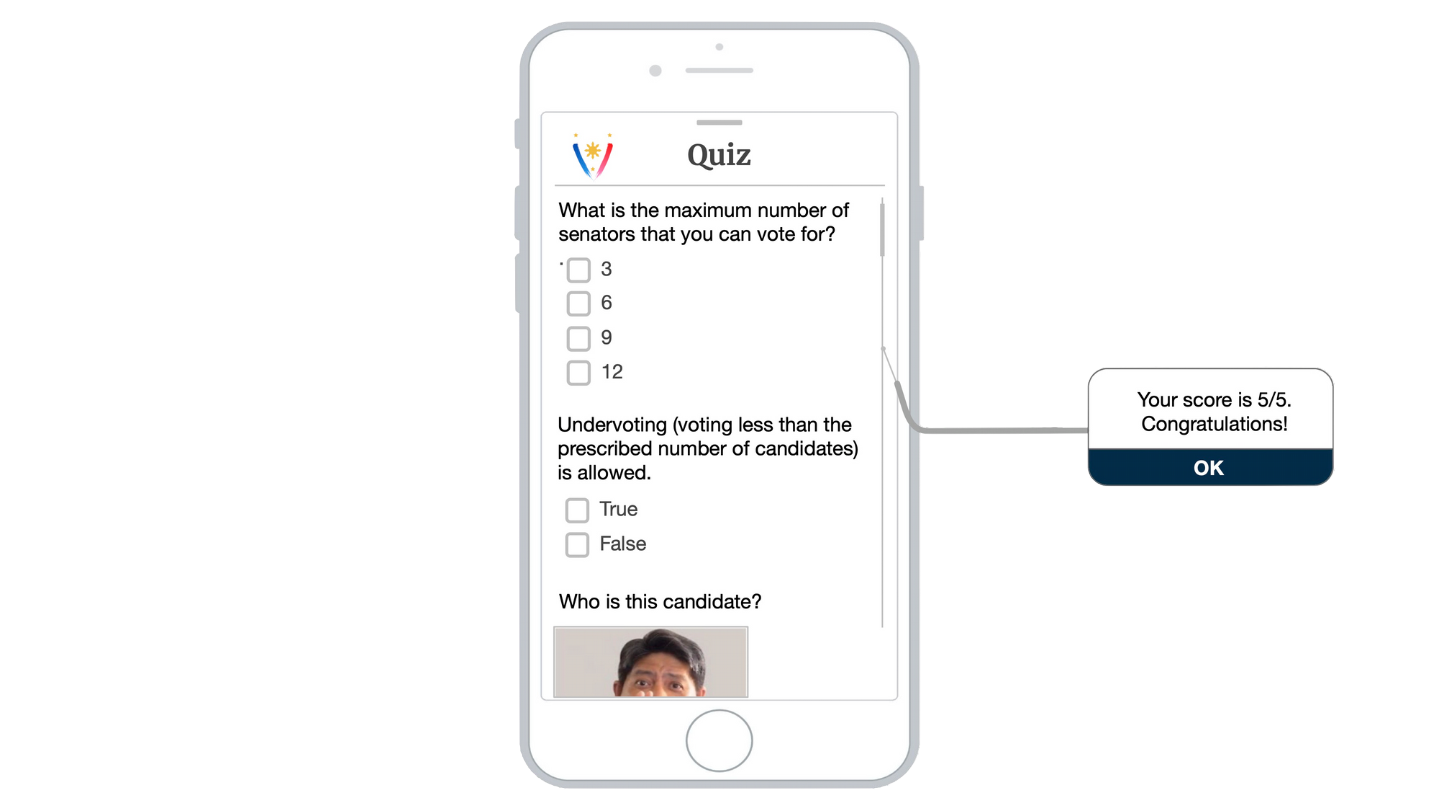 Quiz
What is the maximum number of
senators that you can vote for?
3
6
9
12
Undervoting (voting less than the
prescribed number of candidates)
is allowed.
True
False
Who is this candidate?
Your score is 5/5.
Congratulations!
OK